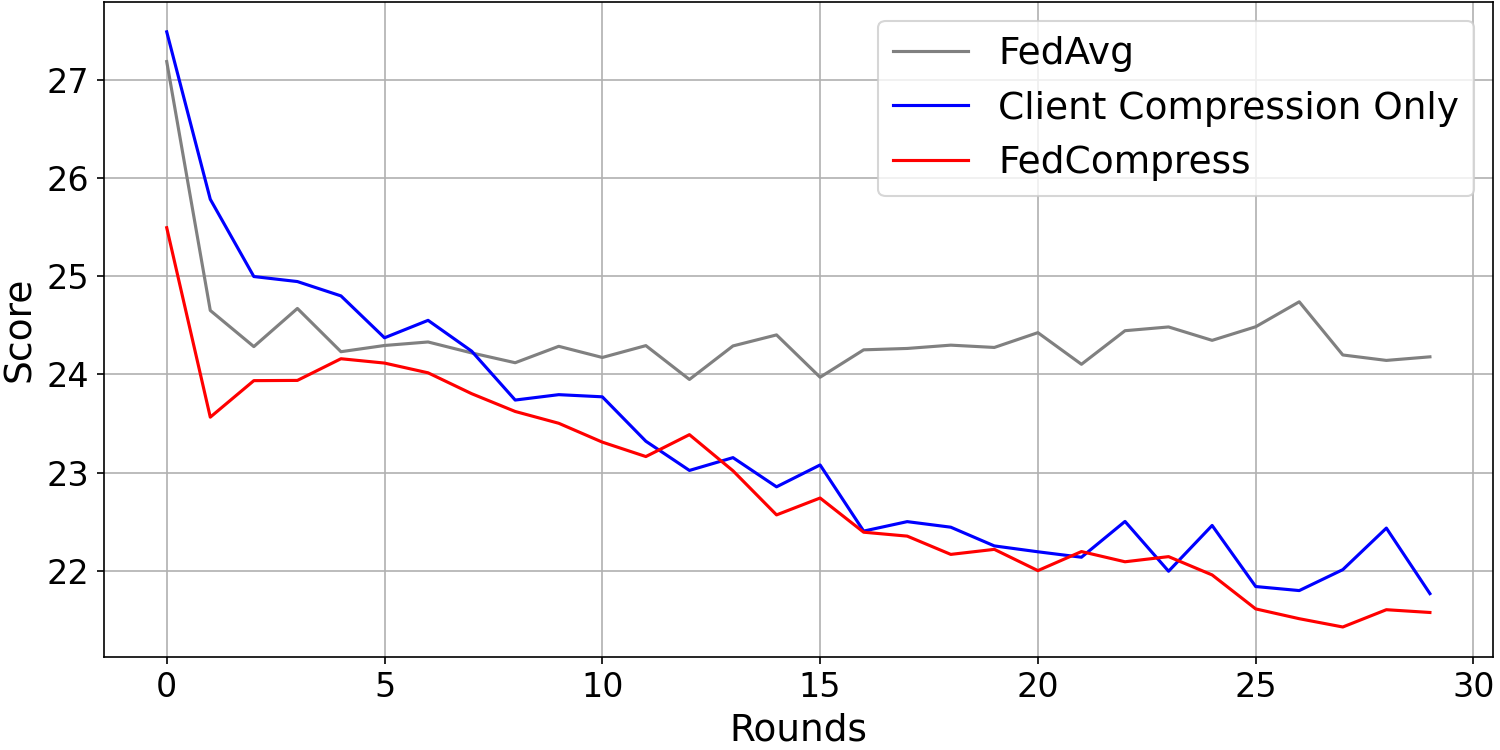 FedAvg
Client Compression Only
FedCompress
Score
27
26
25
24
23
22
0 5 10 15 20 25 30
Rounds